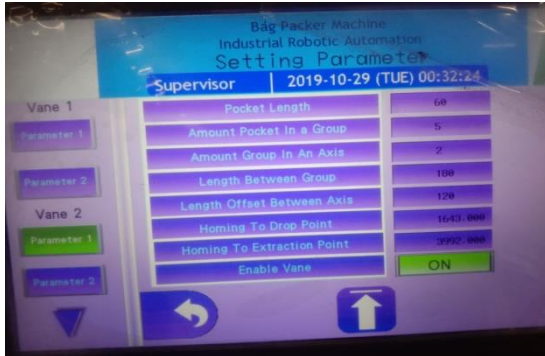 Bag Packer Machine
Industrial Robotic Automation
Setting Parameter
Supervisor 2019-10-29 (TUE) 00:32:24
Vane 1
Parameter 1
Parameter 2
Vane 2
Parameter 1
Parameter 2
Pocket Length 60
Amount Pocket In a Group 5
Amount Group In An Axis 2
Length Between Group 180
Length Offset Between Axis 120
Homing To Drop Point 1643.000
Homing To Extraction Point 3992.000
Enable Vane ON